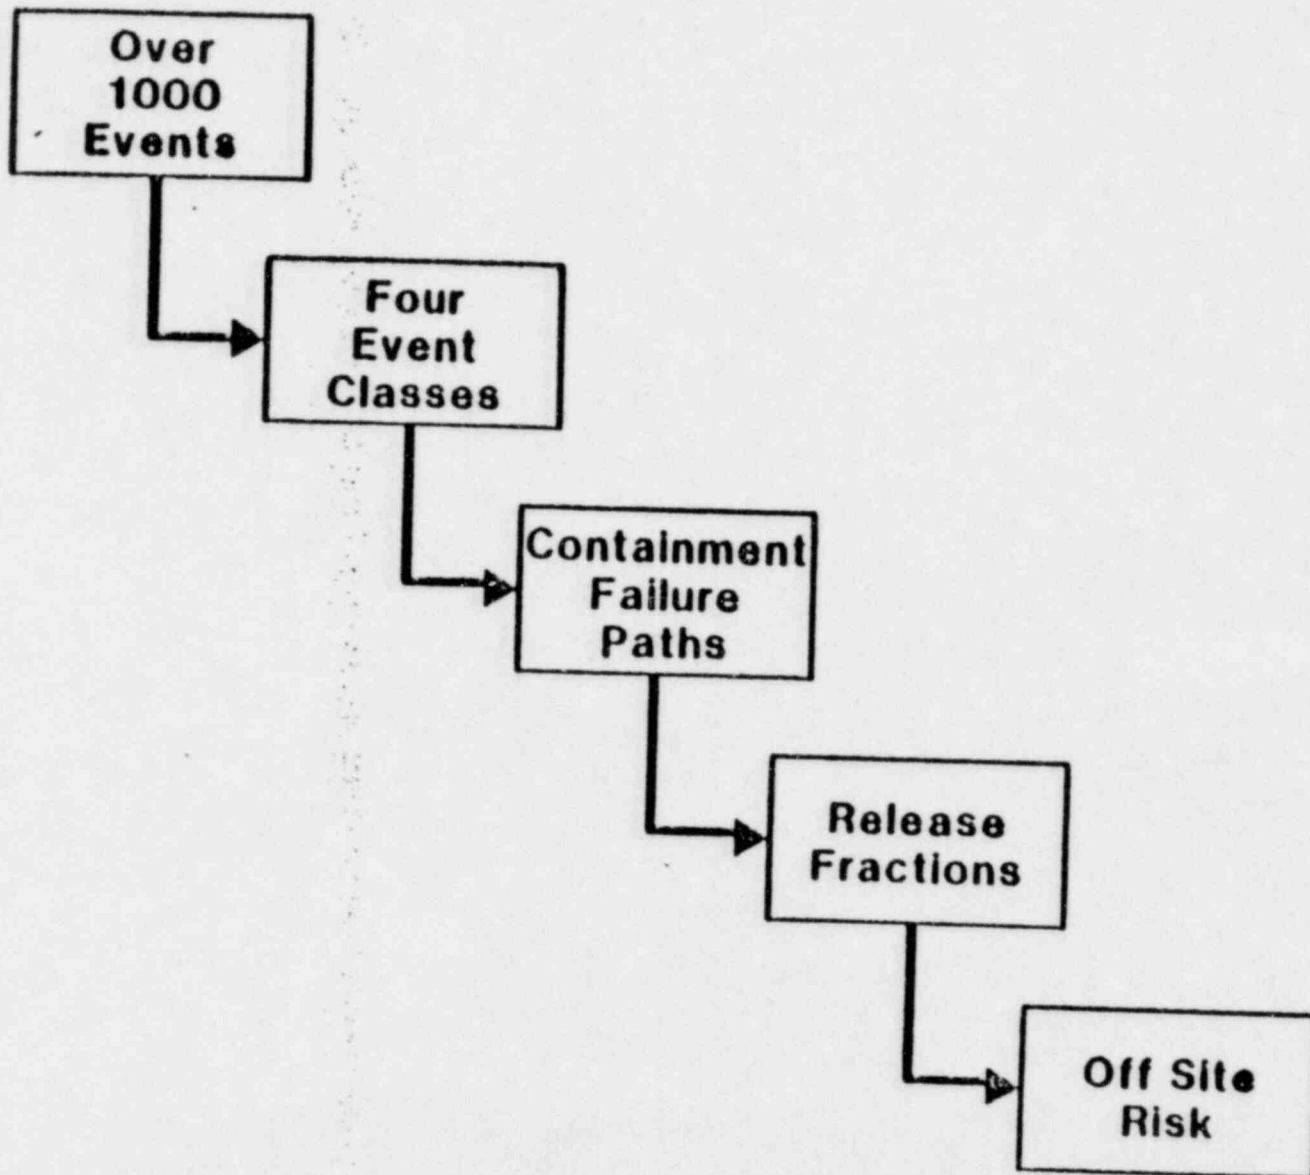 Over
1000
Events
Four
Event
Classes
Containment
Failure
Paths
Release
Fractions
Off Site
Risk